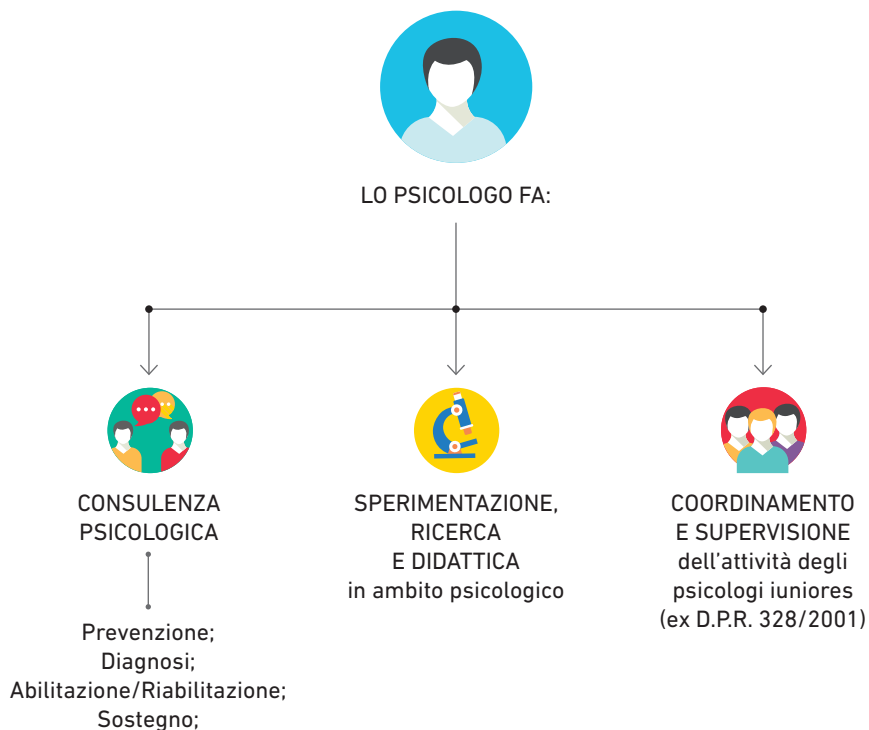 LO PSICOLOGO FA:
CONSULENZA
PSICOLOGICA
Prevenzione;
Diagnosi;
Abilitazione/Riabilitazione;
Sostegno;
SPERIMENTAZIONE,
RICERCA
E DIDATTICA
in ambito psicologico
COORDINAMENTO
E SUPERVISIONE
dell'attività degli
psicologi iuniores
(ex D.P.R. 328/2001)